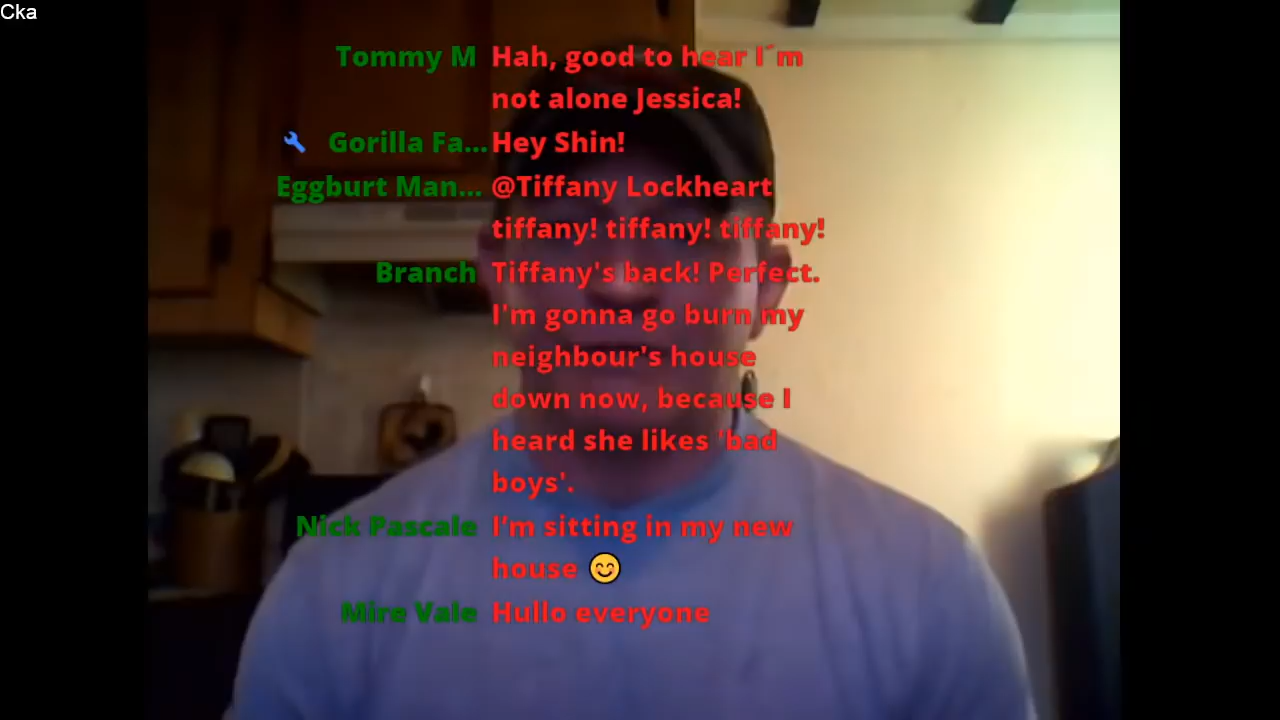 Cka
Tommy M Hah, good to hear I´m
not alone Jessica!
Gorilla Fa... Hey Shin!
Eggburt Man... @Tiffany Lockheart
tiffany! tiffany! tiffany!
Branch Tiffany's back! Perfect.
I'm gonna go burn my
neighbour's house
down now, because I
heard she likes 'bad
boys'.
Nick Pascale I’m sitting in my new
house 😊
Mire Vale Hullo everyone